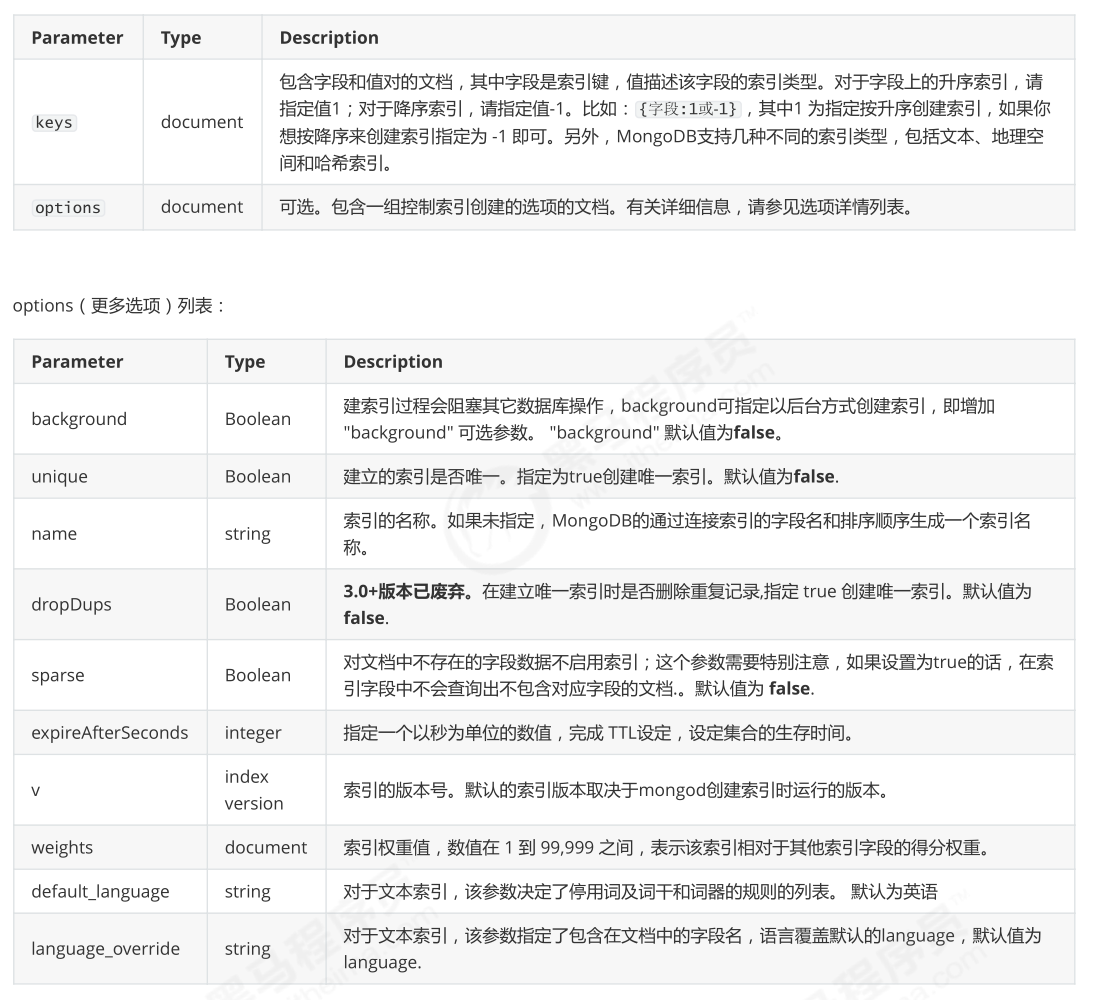 Parameter Type Description
包含字段和值对的文档，其中字段是索引键，值描述该字段的索引类型。对于字段上的升序索引，请
指定值1；对于降序索引，请指定值-1。比如：{字段:1或-1}，其中1 为指定按升序创建索引，如果你
keys document
想按降序来创建索引指定为 -1 即可。另外，MongoDB支持几种不同的索引类型，包括文本、地理空
间和哈希索引。
options document 可选。包含一组控制索引创建的选项的文档。有关详细信息，请参见选项详情列表。
options（更多选项）列表：
Parameter Type Description
background Boolean
建索引过程会阻塞其它数据库操作，background可指定以后台方式创建索引，即增加
"background" 可选参数。 "background" 默认值为false。
unique Boolean 建立的索引是否唯一。指定为true创建唯一索引。默认值为false.
name string
索引的名称。如果未指定，MongoDB的通过连接索引的字段名和排序顺序生成一个索引名
称。
dropDups Boolean
3.0+版本已废弃。在建立唯一索引时是否删除重复记录,指定 true 创建唯一索引。默认值为
false.
sparse Boolean
对文档中不存在的字段数据不启用索引；这个参数需要特别注意，如果设置为true的话，在索
引字段中不会查询出不包含对应字段的文档.。默认值为 false.
expireAfterSeconds integer 指定一个以秒为单位的数值，完成 TTL设定，设定集合的生存时间。
v
index
version
索引的版本号。默认的索引版本取决于mongod创建索引时运行的版本。
weights document 索引权重值，数值在 1 到 99,999 之间，表示该索引相对于其他索引字段的得分权重。
default_language string 对于文本索引，该参数决定了停用词及词干和词器的规则的列表。 默认为英语
language_override string
对于文本索引，该参数指定了包含在文档中的字段名，语言覆盖默认的language，默认值为
language.
黑马程序员
黑马程序员
黑马程序员